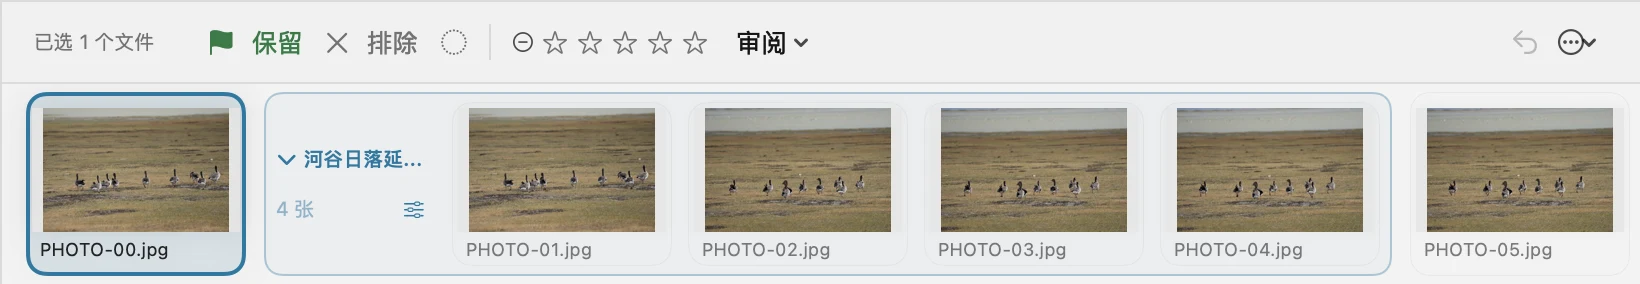 已选 1 个文件 保留 排除 审阅
河谷日落延...
4 张
PHOTO-00.jpg PHOTO-01.jpg PHOTO-02.jpg PHOTO-03.jpg PHOTO-04.jpg PHOTO-05.jpg